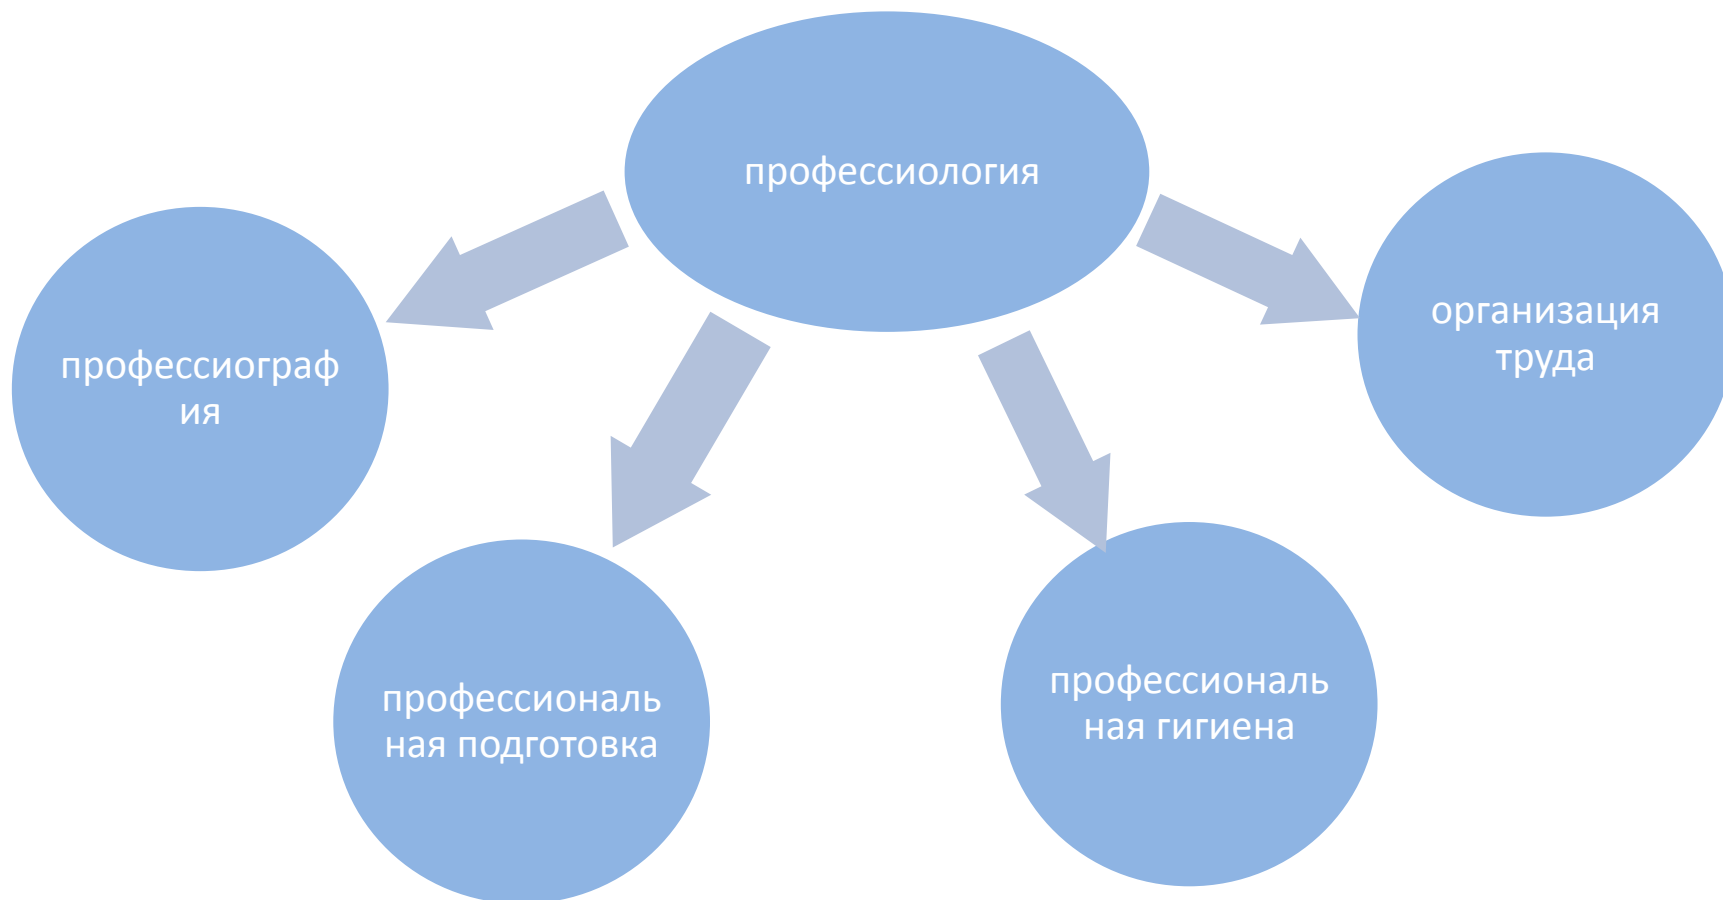 профессиология
организация
труда
профессиограф
ия
профессиональ
ная подготовка
профессиональ
ная гигиена